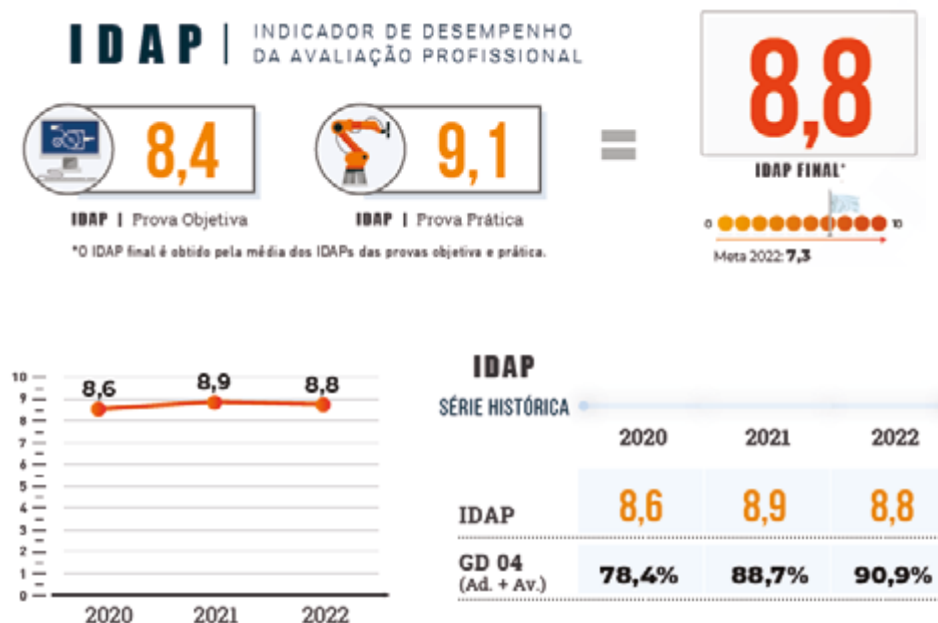 IDAP | INDICADOR DE DESEMPENHO
DA AVALIAÇÃO PROFISSIONAL
8,4
IDAP | Prova Objetiva
9,1
IDAP | Prova Prática
=
8,8
IDAP FINAL*
0 10
Meta 2022: 7,3
*O IDAP final é obtido pela média dos IDAPs das provas objetiva e prática.
10
9
8
7
6
5
4
3
2
1
0
8,6 8,9 8,8
2020 2021 2022
IDAP
SÉRIE HISTÓRICA
2020 2021 2022
IDAP 8,6 8,9 8,8
GD 04 78,4% 88,7% 90,9%
(Ad. + Av.)